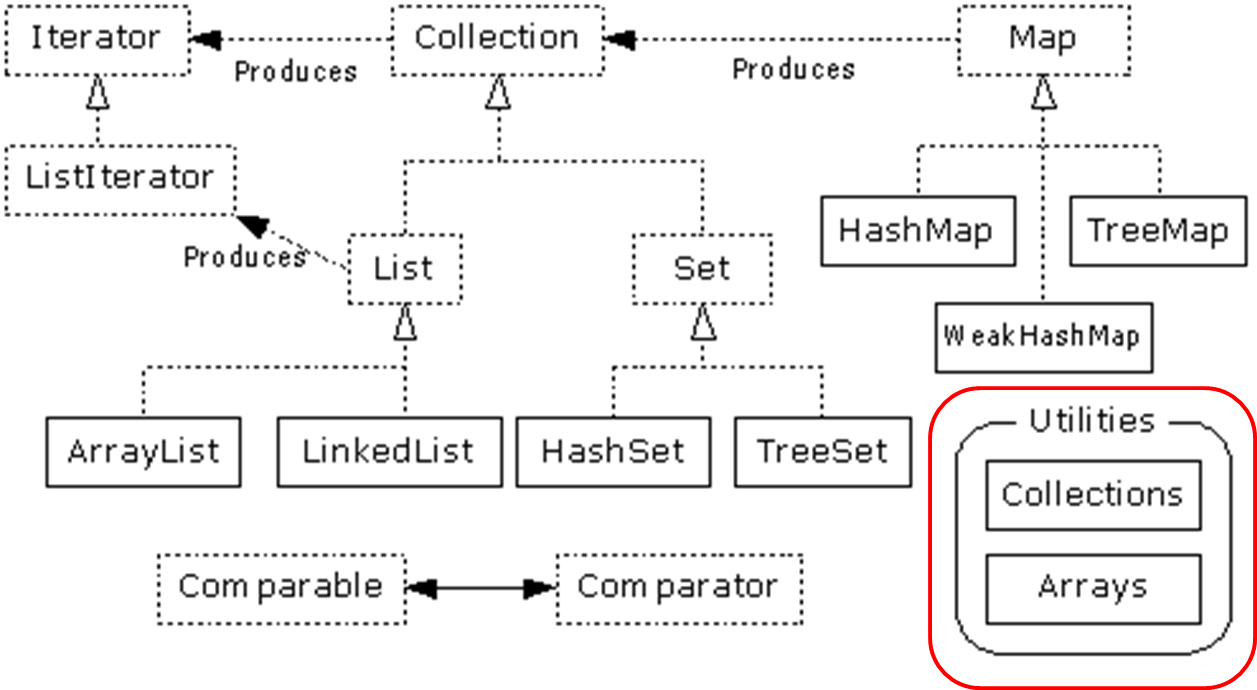 Iterator
Collection
Map
Produces
Produces
ListIterator
HashMap
TreeMap
Produces
List
Set
WeakHashMap
Utilities
ArrayList
LinkedList
HashSet
TreeSet
Collections
Comparable
Comparator
Arrays